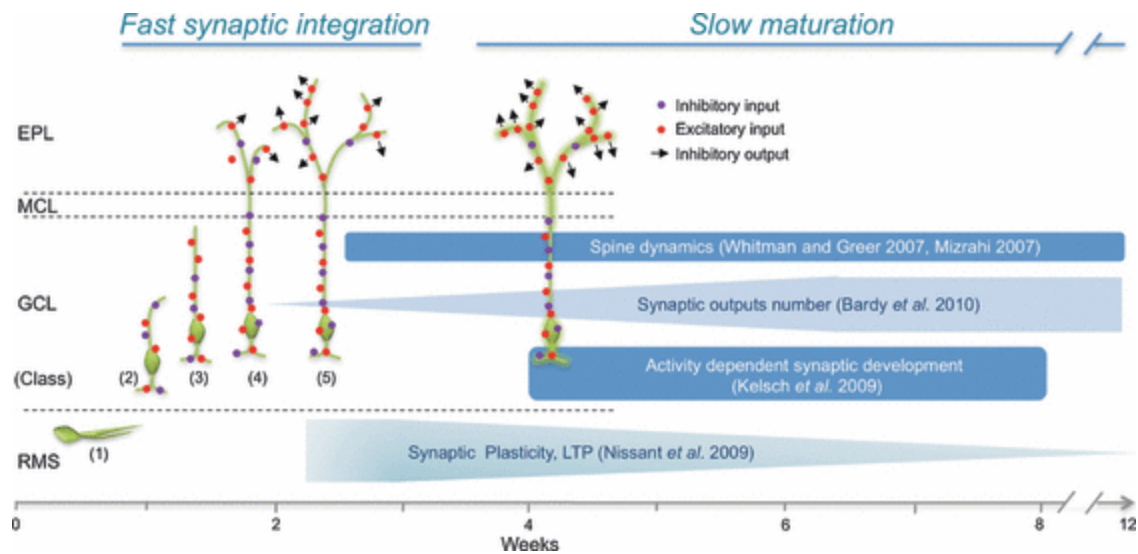 Fast synaptic integration
Slow maturation
EPL
Inhibitory input
Excitatory input
Inhibitory output
MCL
Spine dynamics (Whitman and Greer 2007, Mizrahi 2007)
GCL
Synaptic outputs number (Bardy et al. 2010)
(Class)
(2)
(3)
(4)
(5)
Activity dependent synaptic development
(Kelsch et al. 2009)
(1)
RMS
Synaptic Plasticity, LTP (Nissant et al. 2009)
0
2
4
6
8
12
Weeks